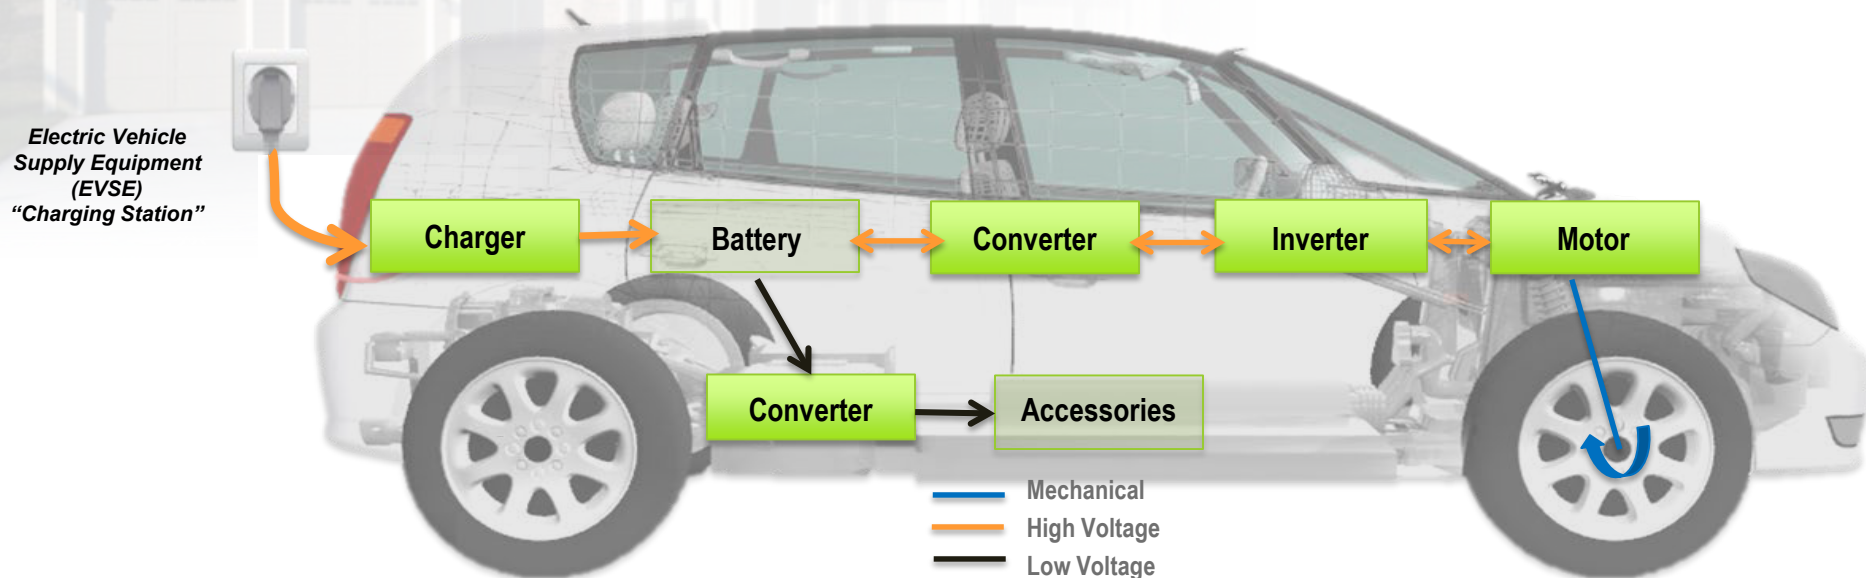 Electric Vehicle
Supply Equipment
(EVSE)
“Charging Station”
Charger
Battery
Converter
Inverter
Motor
Converter
Accessories
Mechanical
High Voltage
Low Voltage